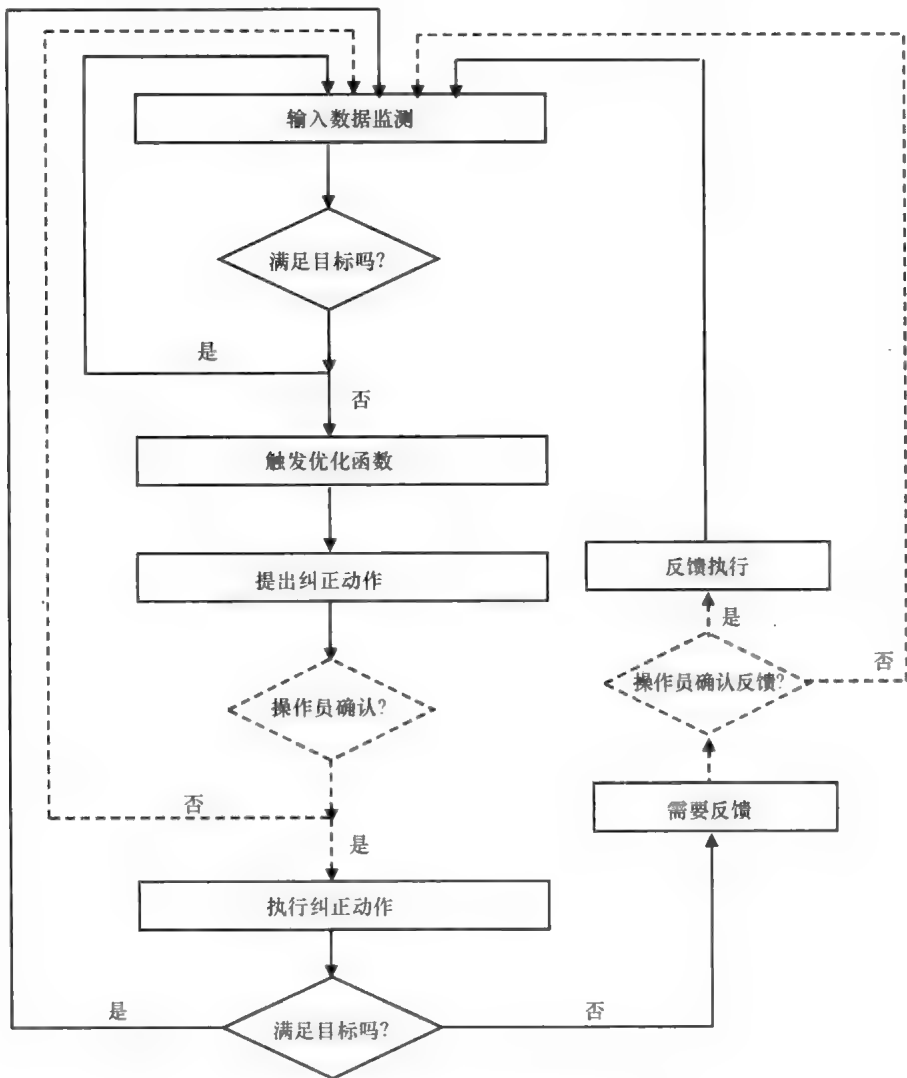 输入数据监测
满足目标吗?
是
否
触发优化函数
提出纠正动作
反馈执行
是
操作员确认?
操作员确认反馈?
否
否
需要反馈
是
执行纠正动作
是
满足目标吗?
否